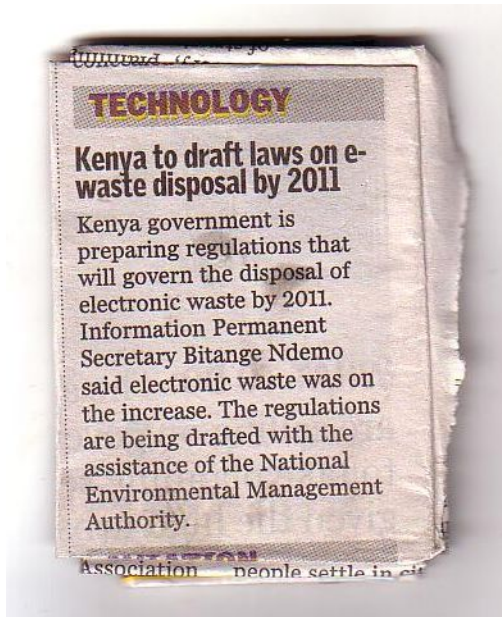 TECHNOLOGY
Kenya to draft laws on e-
waste disposal by 2011
Kenya government is
preparing regulations that
will govern the disposal of
electronic waste by 2011.
Information Permanent
Secretary Bitange Ndemo
said electronic waste was on
the increase. The regulations
are being drafted with the
assistance of the National
Environmental Management
Authority.
Association people settle in